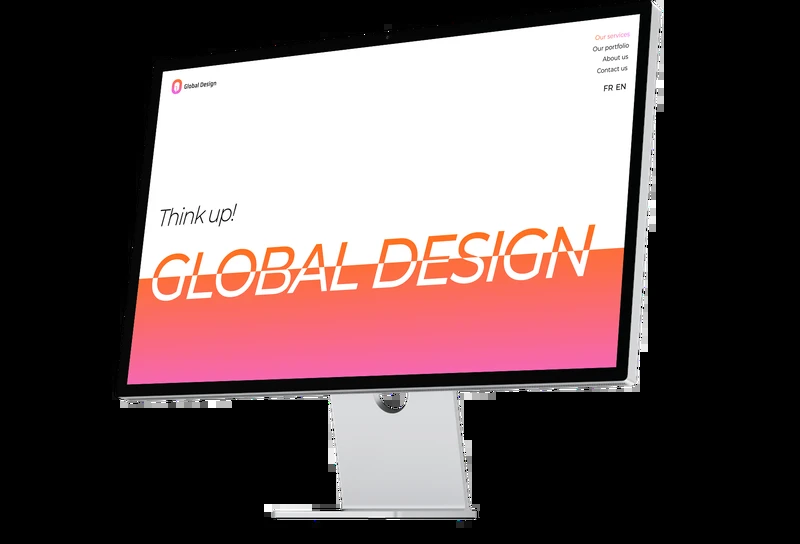 Global Design
Our services
Our portfolio
About us
Contact us
FR EN
Think up!
GLOBAL DESIGN